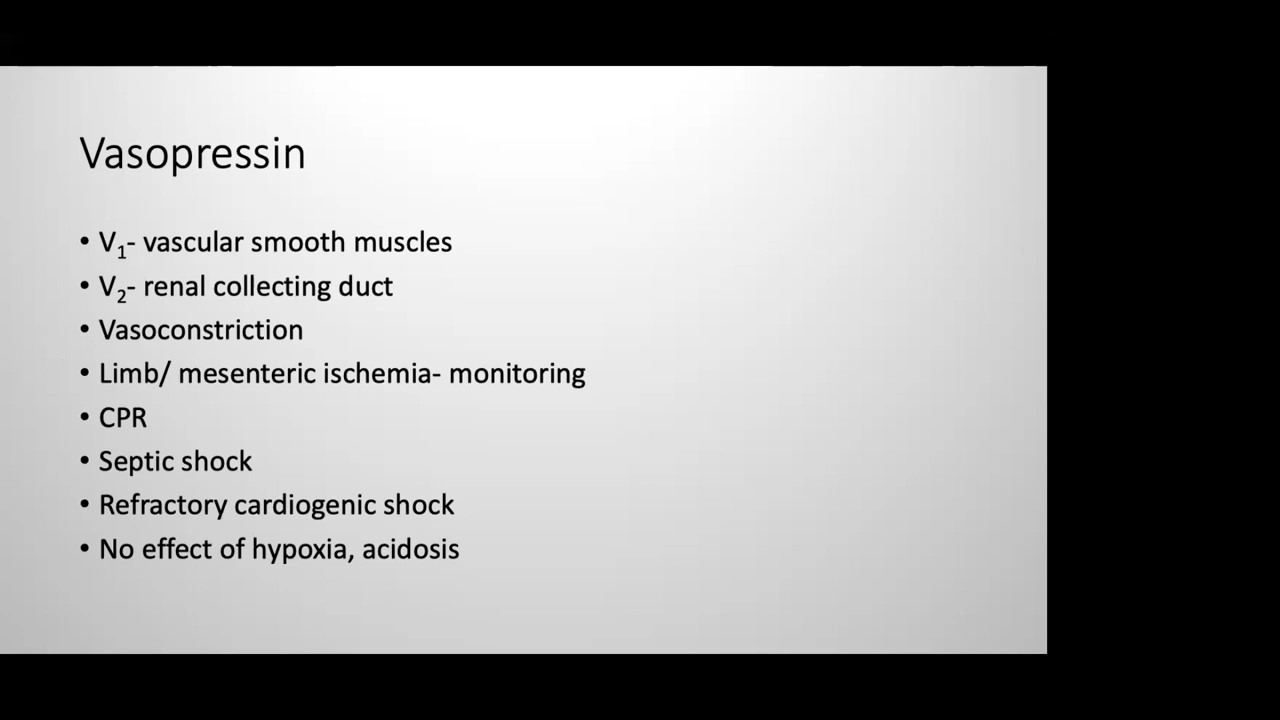 Vasopressin
• V₁- vascular smooth muscles
• V₂- renal collecting duct
• Vasoconstriction
• Limb/ mesenteric ischemia- monitoring
• CPR
• Septic shock
• Refractory cardiogenic shock
• No effect of hypoxia, acidosis